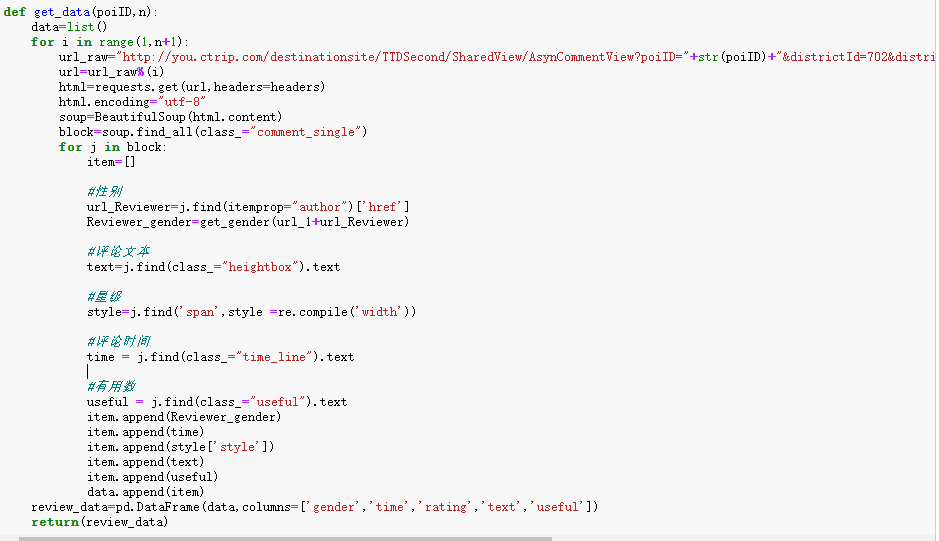 def get_data(poiID,n):
    data=list()
    for i in range(1,n+1):
        url_raw="http://you.ctrip.com/destinationsite/TTDSecond/SharedView/AsynCommentView?poiID="+str(poiID)+"&districtId=702&distri
        url=url_raw%(i)
        html=requests.get(url,headers=headers)
        html.encoding="utf-8"
        soup=BeautifulSoup(html.content)
        block=soup.find_all(class_="comment_single")
        for j in block:
            item=[]
            #性别
            url_Reviewer=j.find(itemprop="author")['href']
            Reviewer_gender=get_gender(url_1+url_Reviewer)
            #评论文本
            text=j.find(class_="heightbox").text
            #星级
            style=j.find('span',style =re.compile('width'))
            #评论时间
            time = j.find(class_="time_line").text
            #有用数
            useful = j.find(class_="useful").text
            item.append(Reviewer_gender)
            item.append(time)
            item.append(style['style'])
            item.append(text)
            item.append(useful)
            data.append(item)
    review_data=pd.DataFrame(data,columns=['gender','time','rating','text','useful'])
    return(review_data)